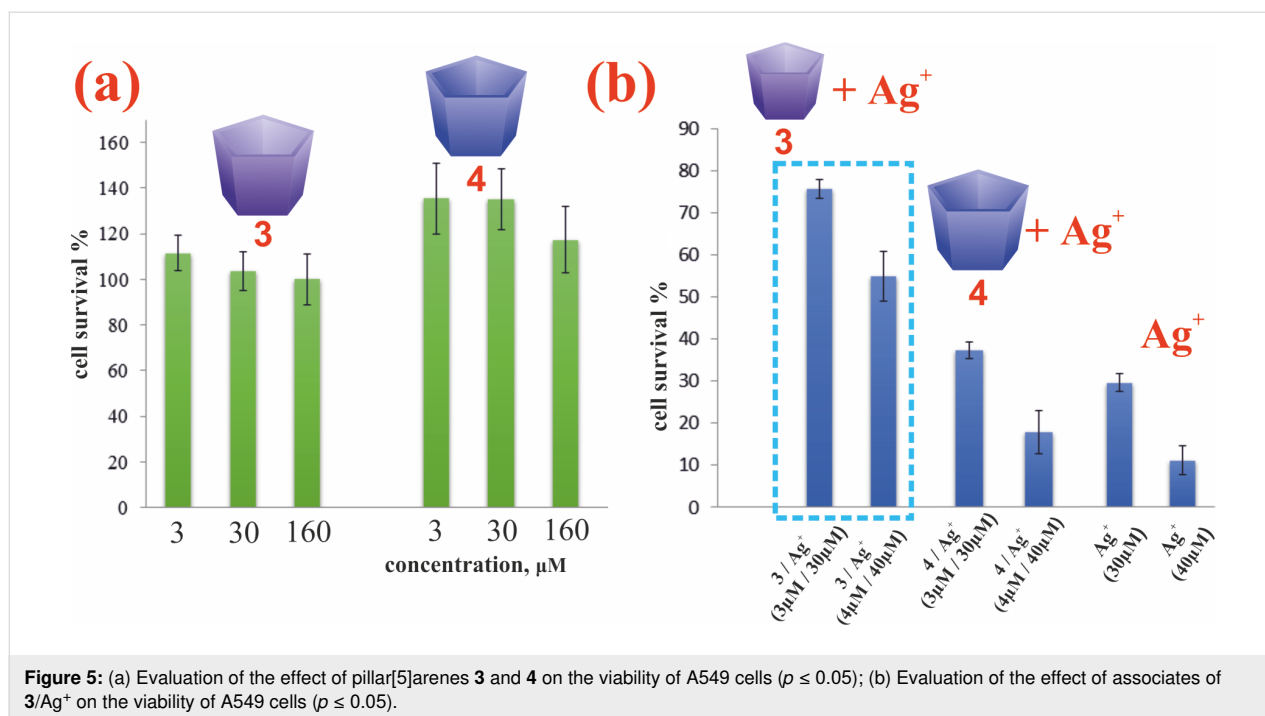 (a)
160
140
120
100
80
60
40
20
0
cell survival %
3
4
3 30 160
3 30 160
concentration, µM
(b)
3 + Ag⁺
4 + Ag⁺
Ag⁺
90
80
70
60
50
40
30
20
10
0
cell survival %
3 / Ag⁺
(3µM / 30µM)
3 / Ag⁺
(4µM / 40µM)
4 / Ag⁺
(3µM / 30µM)
4 / Ag⁺
(4µM / 40µM)
Ag⁺
(30µM)
Ag⁺
(40µM)
Figure 5: (a) Evaluation of the effect of pillar[5]arenes 3 and 4 on the viability of A549 cells (p ≤ 0.05); (b) Evaluation of the effect of associates of
3/Ag⁺ on the viability of A549 cells (p ≤ 0.05).